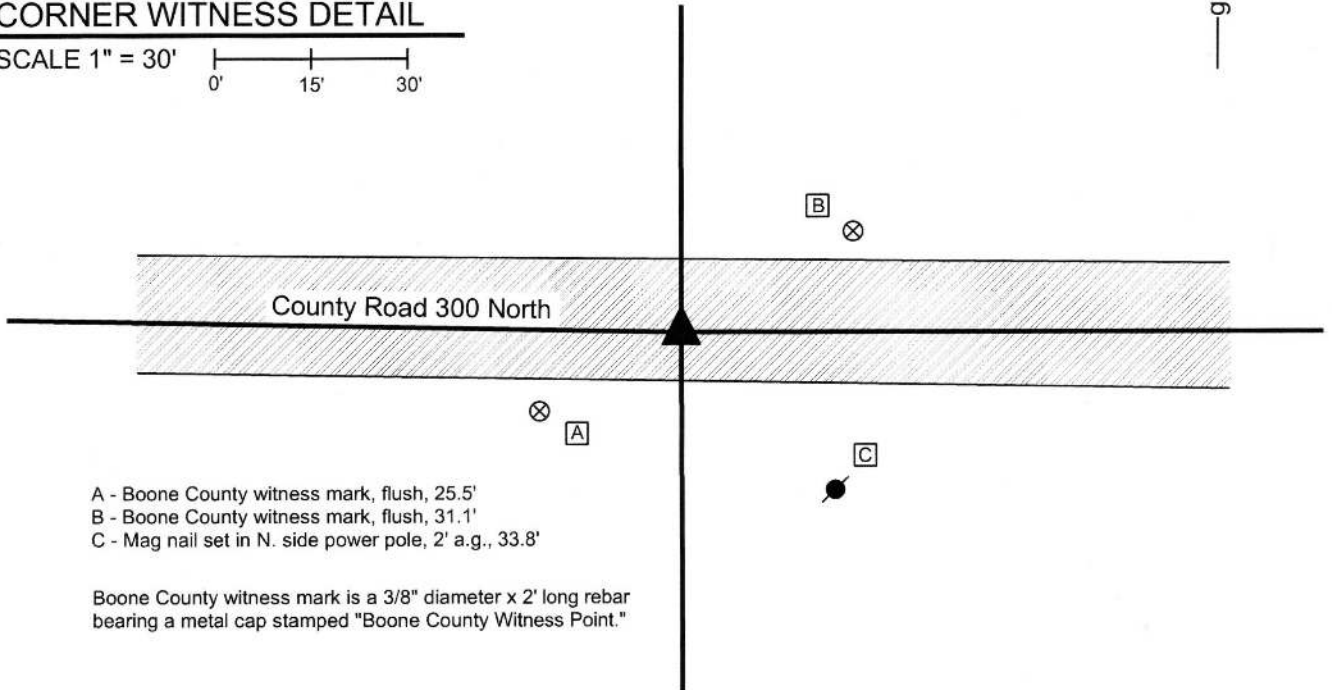 CORNER WITNESS DETAIL
SCALE 1" = 30'
0' 15' 30'
g
B
County Road 300 North
A
C
A - Boone County witness mark, flush, 25.5'
B - Boone County witness mark, flush, 31.1'
C - Mag nail set in N. side power pole, 2' a.g., 33.8'
Boone County witness mark is a 3/8" diameter x 2' long rebar
bearing a metal cap stamped "Boone County Witness Point."